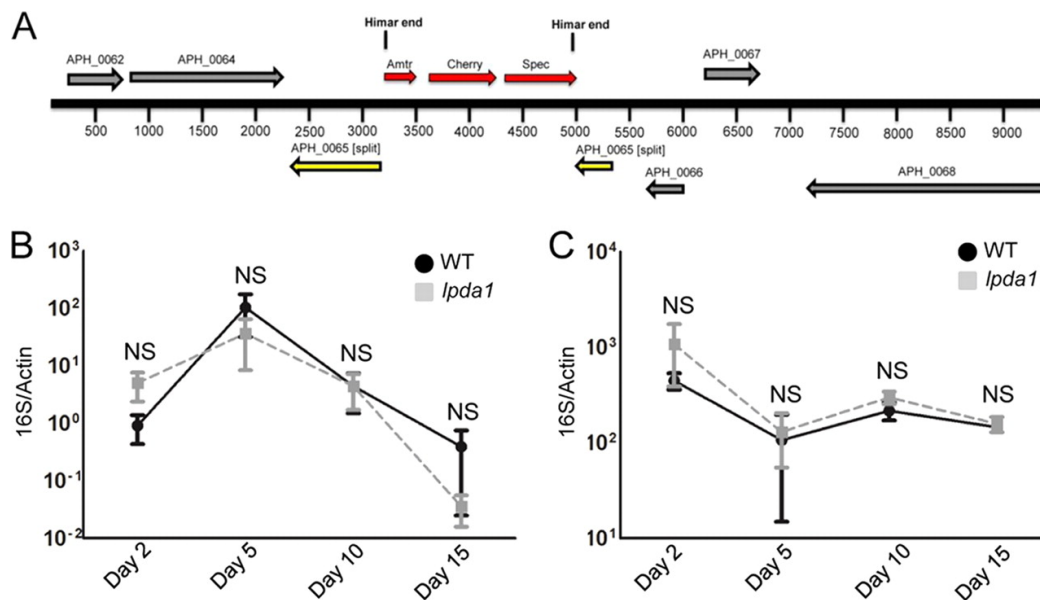 A
Himar end
Himar end
APH_0062
APH_0064
Amtr
Cherry
Spec
APH_0067
500
1000
1500
2000
2500
3000
3500
4000
4500
5000
5500
6000
6500
7000
7500
8000
8500
9000
APH_0065 [split]
APH_0065 [split]
APH_0066
APH_0068
B
16S/Actin
10³
10²
10¹
10⁰
10⁻¹
10⁻²
NS
NS
NS
NS
WT
lpda1
Day 2
Day 5
Day 10
Day 15
C
16S/Actin
10⁴
10³
10²
10¹
NS
NS
NS
NS
WT
lpda1
Day 2
Day 5
Day 10
Day 15